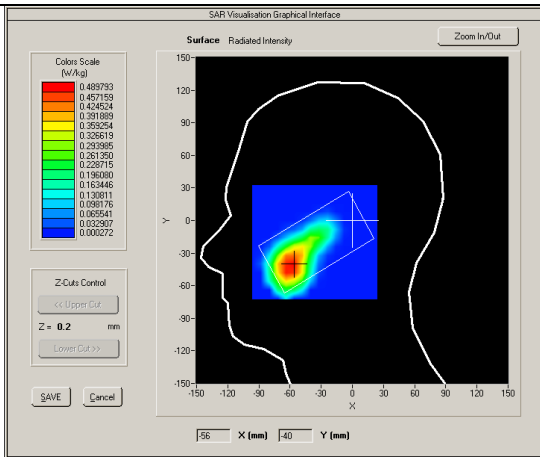 SAR Visualisation Graphical Interface
Surface Radiated Intensity
Zoom In/Out
Colors Scale
(W/kg)
0.489793
0.457159
0.424524
0.391889
0.359254
0.326619
0.293985
0.261350
0.228715
0.196080
0.163446
0.130811
0.098176
0.065541
0.032907
0.000272
Z-Cuts Control
<< Upper Cut
Z = 0.2 mm
Lower Cut >>
SAVE Cancel
150
120
90
60
30
Y 0
-30
-60
-90
-120
-150
-150 -120 -90 -60 -30 0 30 60 90 120 150
X
-56 X (mm) -40 Y (mm)